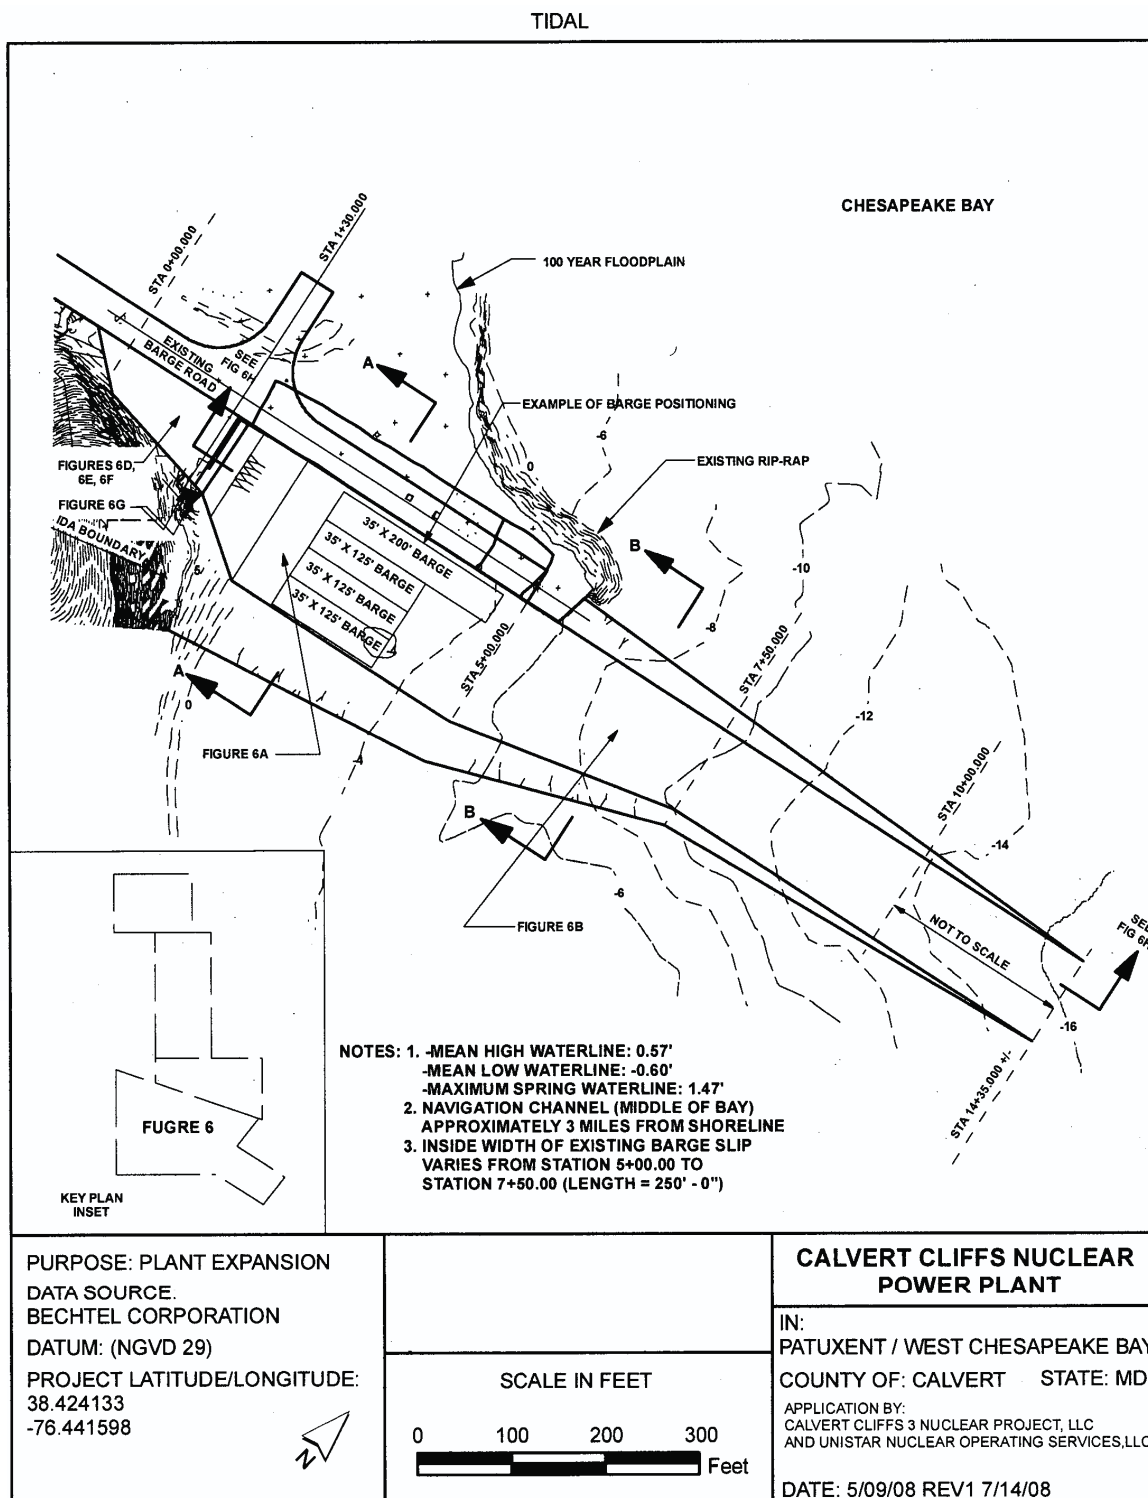 TIDAL
CHESAPEAKE BAY
STA 0+00.000
STA 1+30.000
100 YEAR FLOODPLAIN
EXISTING
BARGE ROAD
SEE
FIG 6H
A
EXAMPLE OF BARGE POSITIONING
-6
0
EXISTING RIP-RAP
FIGURES 6D,
6E, 6F
FIGURE 6G
IDA BOUNDARY
35' X 200' BARGE
35' X 125' BARGE
35' X 125' BARGE
35' X 125' BARGE
B
-10
-8
STA 5+00.000
STA 7+50.000
A
0
-12
FIGURE 6A
STA 10+00.000
B
-14
-6
FIGURE 6B
NOT TO SCALE
SEE
-16
STA 14+35.000 +/-
NOTES: 1. -MEAN HIGH WATERLINE: 0.57'
-MEAN LOW WATERLINE: -0.60'
-MAXIMUM SPRING WATERLINE: 1.47'
2. NAVIGATION CHANNEL (MIDDLE OF BAY)
APPROXIMATELY 3 MILES FROM SHORELINE
3. INSIDE WIDTH OF EXISTING BARGE SLIP
VARIES FROM STATION 5+00.00 TO
STATION 7+50.00 (LENGTH = 250' - 0")
FUGRE 6
KEY PLAN
INSET
PURPOSE: PLANT EXPANSION
DATA SOURCE.
BECHTEL CORPORATION
DATUM: (NGVD 29)
PROJECT LATITUDE/LONGITUDE:
38.424133
-76.441598
N
SCALE IN FEET
0 100 200 300
Feet
CALVERT CLIFFS NUCLEAR
POWER PLANT
IN:
PATUXENT / WEST CHESAPEAKE BAY
COUNTY OF: CALVERT STATE: MD
APPLICATION BY:
CALVERT CLIFFS 3 NUCLEAR PROJECT, LLC
AND UNISTAR NUCLEAR OPERATING SERVICES,LLC
DATE: 5/09/08 REV1 7/14/08